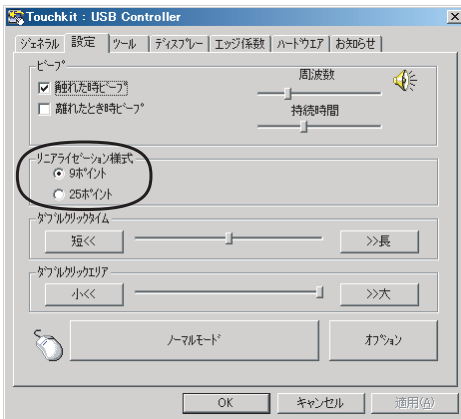 Touchkit : USB Controller
ｼﾞｪﾈﾗﾙ 設定 ﾂｰﾙ ﾃﾞｨｽﾌﾟﾚｰ ｴｯｼﾞ係数 ﾊｰﾄﾞｳｴｱ お知らせ
ﾋﾞｰﾌﾟ
触れた時ﾋﾞｰﾌﾟ
離れたとき時ﾋﾞｰﾌﾟ
周波数
持続時間
ﾘﾆｱﾗｲｾﾞｰｼｮﾝ様式
9ﾎﾟｲﾝﾄ
25ﾎﾟｲﾝﾄ
ﾀﾞﾌﾞﾙｸﾘｯｸﾀｲﾑ
短<< >>長
ﾀﾞﾌﾞﾙｸﾘｯｸｴﾘｱ
小<< >>大
ﾉｰﾏﾙﾓｰﾄﾞ ｵﾌﾟｼｮﾝ
OK ｷｬﾝｾﾙ 適用(A)